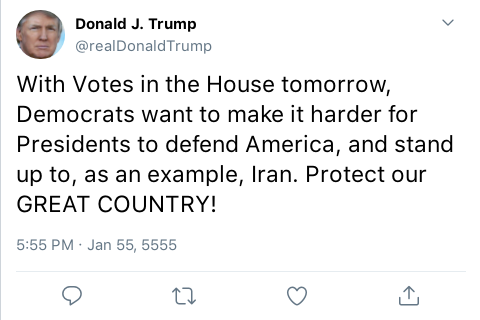 Donald J. Trump
@realDonaldTrump
With Votes in the House tomorrow,
Democrats want to make it harder for
Presidents to defend America, and stand
up to, as an example, Iran. Protect our
GREAT COUNTRY!
5:55 PM · Jan 55, 5555